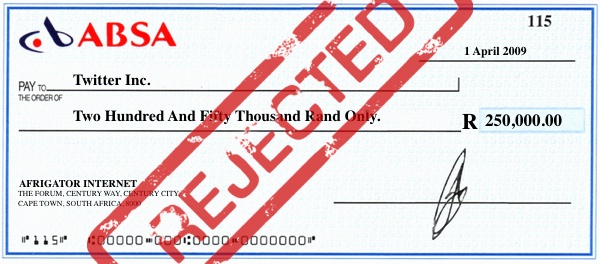 115
ABSA
1 April 2009
PAY TO
THE ORDER OF
Twitter Inc.
Two Hundred And Fifty Thousand Rand Only.
R 250,000.00
REJECTED
AFRIGATOR INTERNET
THE FORUM, CENTURY WAY, CENTURY CITY
CAPE TOWN, SOUTH AFRICA, 8000
⑈115⑈ ⑆00000⑉000⑆0000⑈0000000⑈